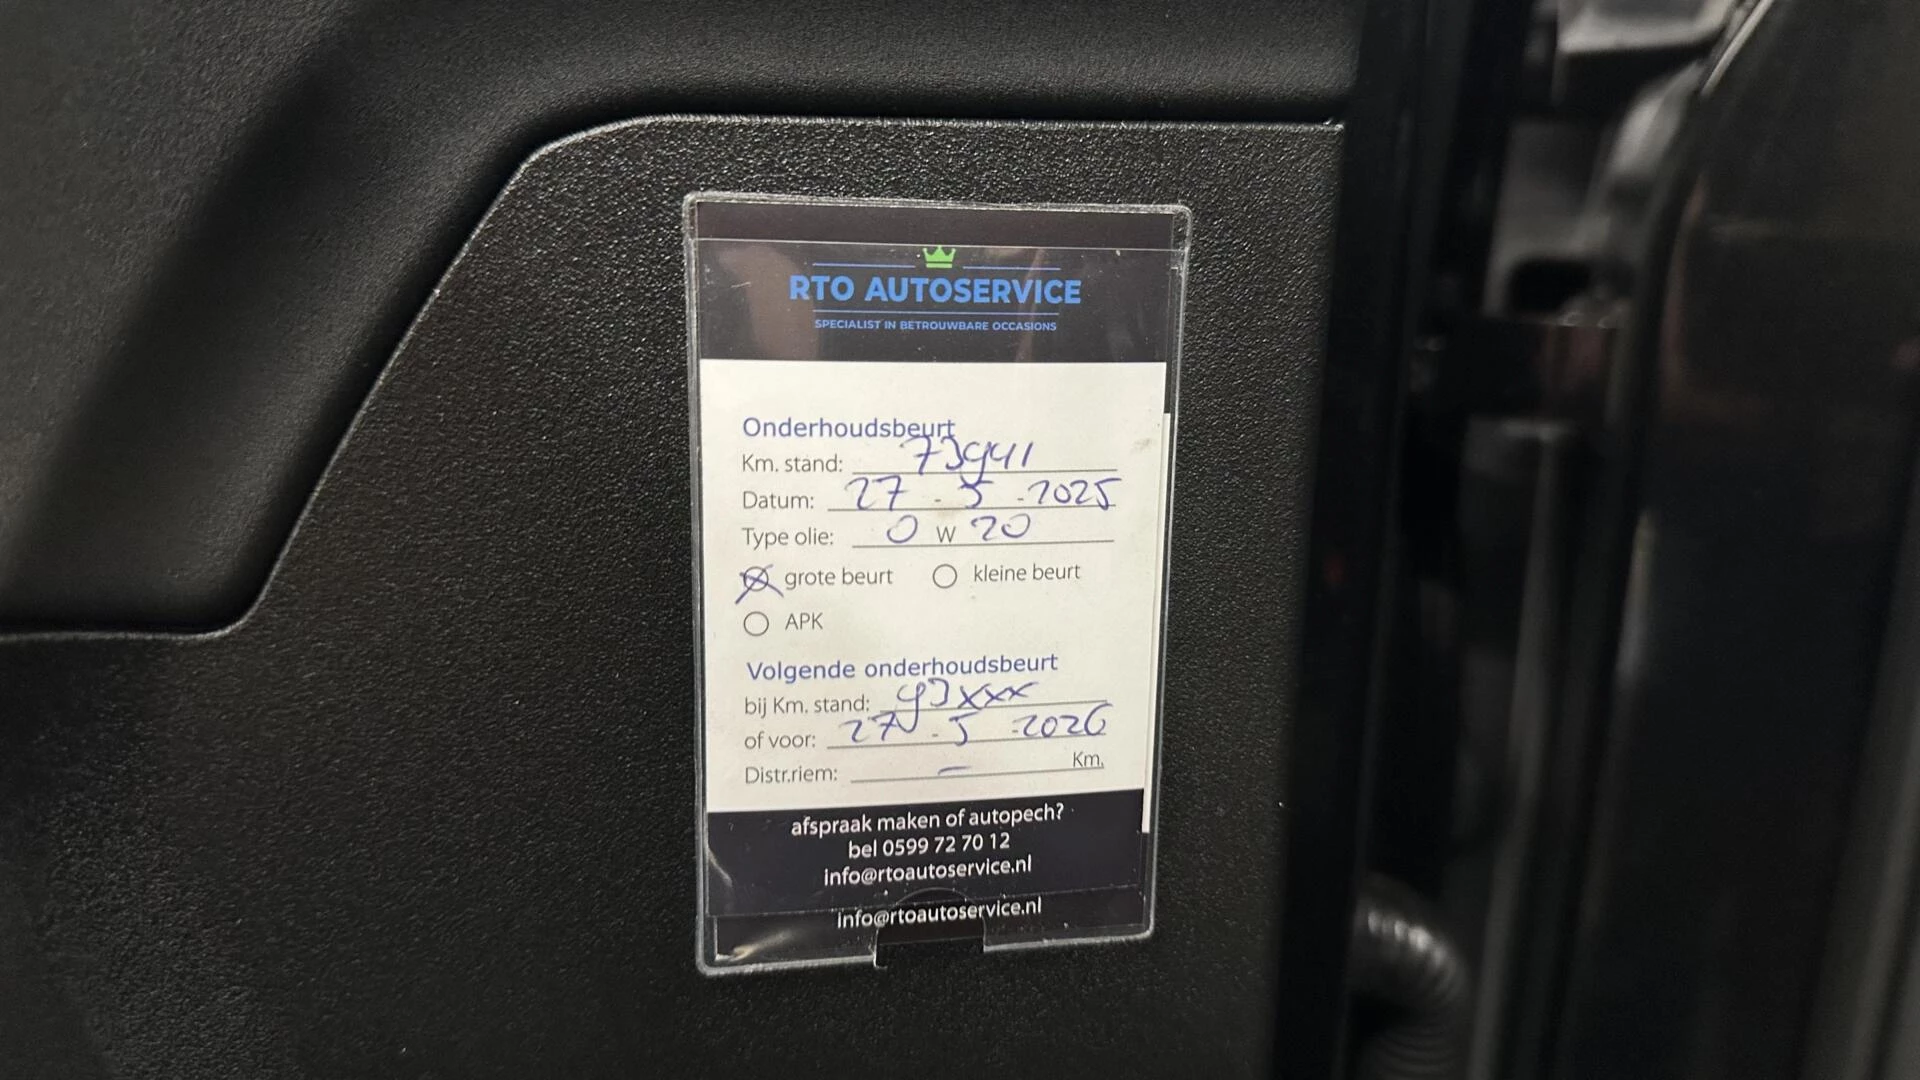 RTO AUTOSERVICE
SPECIALIST IN BETROUWBARE OCCASIONS
Onderhoudsbeurt
Km. stand: 73941
Datum: 27 - 5 - 2025
Type olie: 0 W 20
grote beurt kleine beurt
APK
Volgende onderhoudsbeurt
bij Km. stand: 93xxx
of voor: 27 - 5 - 2026
Distr.riem: – Km.
afspraak maken of autopech?
bel 0599 72 70 12
info@rtoautoservice.nl
info@rtoautoservice.nl